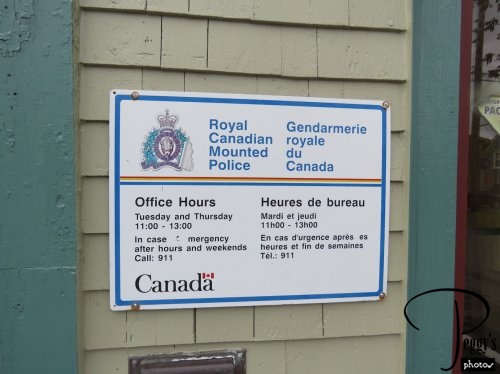 Royal
Canadian
Mounted
Police
Gendarmerie
royale
du
Canada
Office Hours
Tuesday and Thursday
11:00 - 13:00
In case mergency
after hours and weekends
Call: 911
Heures de bureau
Mardi et jeudi
11h00 - 13h00
En cas d'urgence après es
heures et fin de semaines
Tél.: 911
Canada
PAC
Peggy's
photos